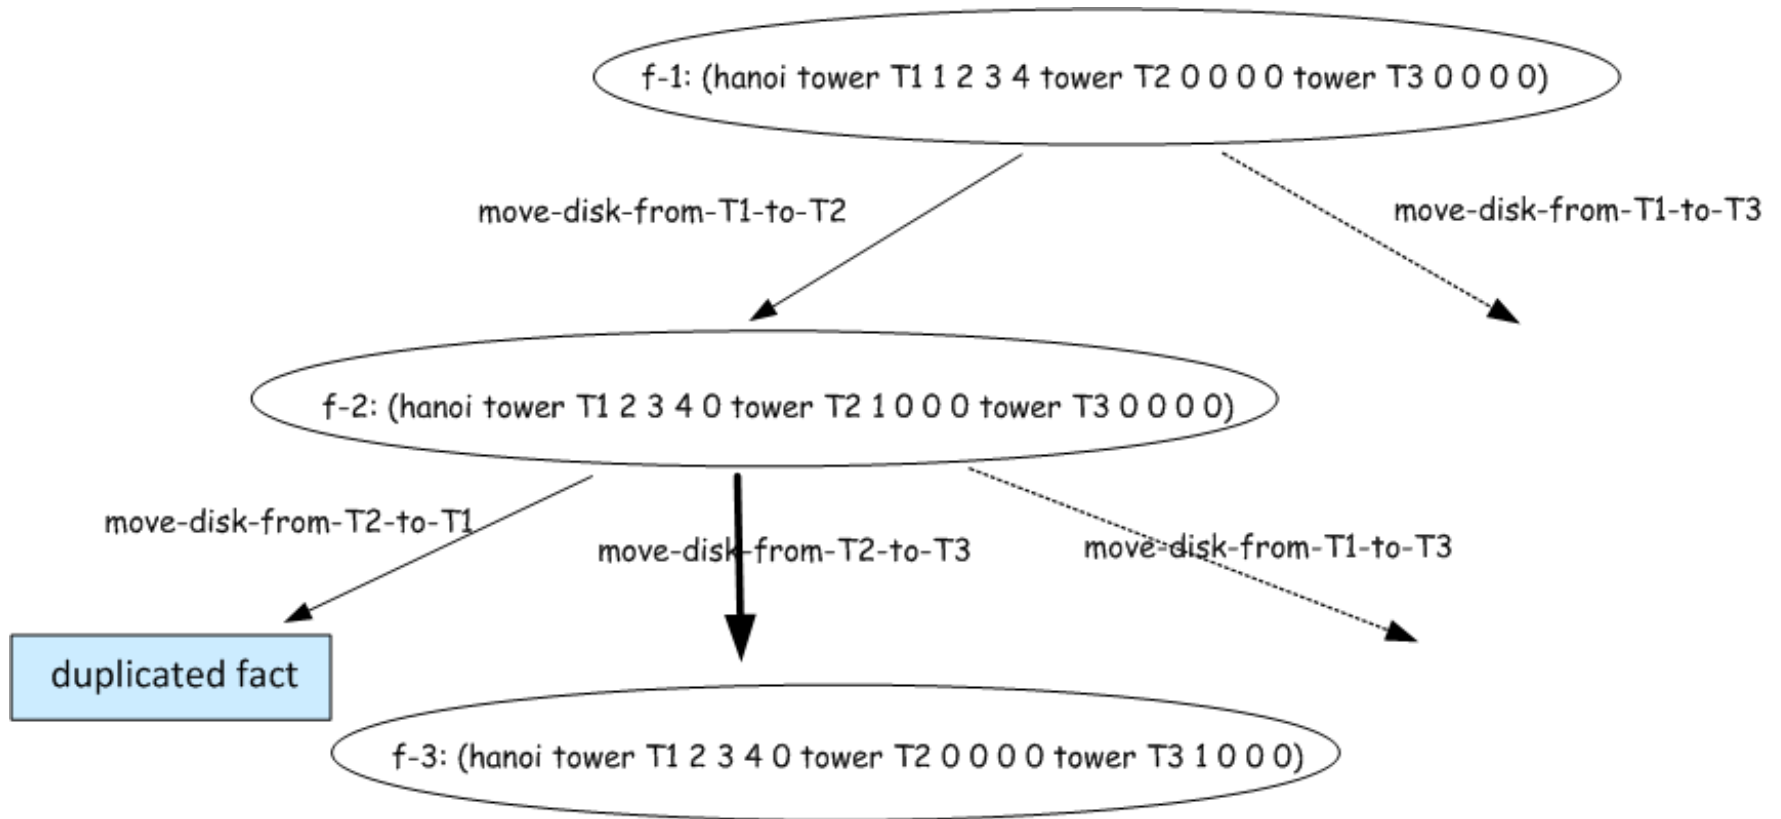 f-1: (hanoi tower T1 1 2 3 4 tower T2 0 0 0 0 tower T3 0 0 0 0)
move-disk-from-T1-to-T2
move-disk-from-T1-to-T3
f-2: (hanoi tower T1 2 3 4 0 tower T2 1 0 0 0 tower T3 0 0 0 0)
move-disk-from-T2-to-T1
move-disk-from-T2-to-T3
move-disk-from-T1-to-T3
duplicated fact
f-3: (hanoi tower T1 2 3 4 0 tower T2 0 0 0 0 tower T3 1 0 0 0)